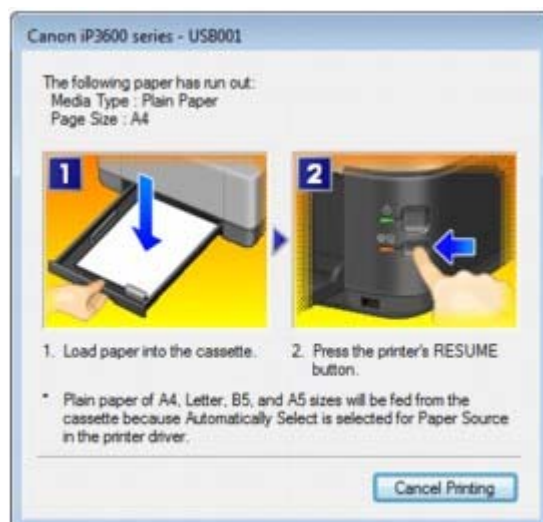 Canon iP3600 series - USB001
The following paper has run out:
Media Type : Plain Paper
Page Size : A4
1
2
1. Load paper into the cassette.
2. Press the printer's RESUME
button.
* Plain paper of A4, Letter, B5, and A5 sizes will be fed from the
cassette because Automatically Select is selected for Paper Source
in the printer driver.
Cancel Printing